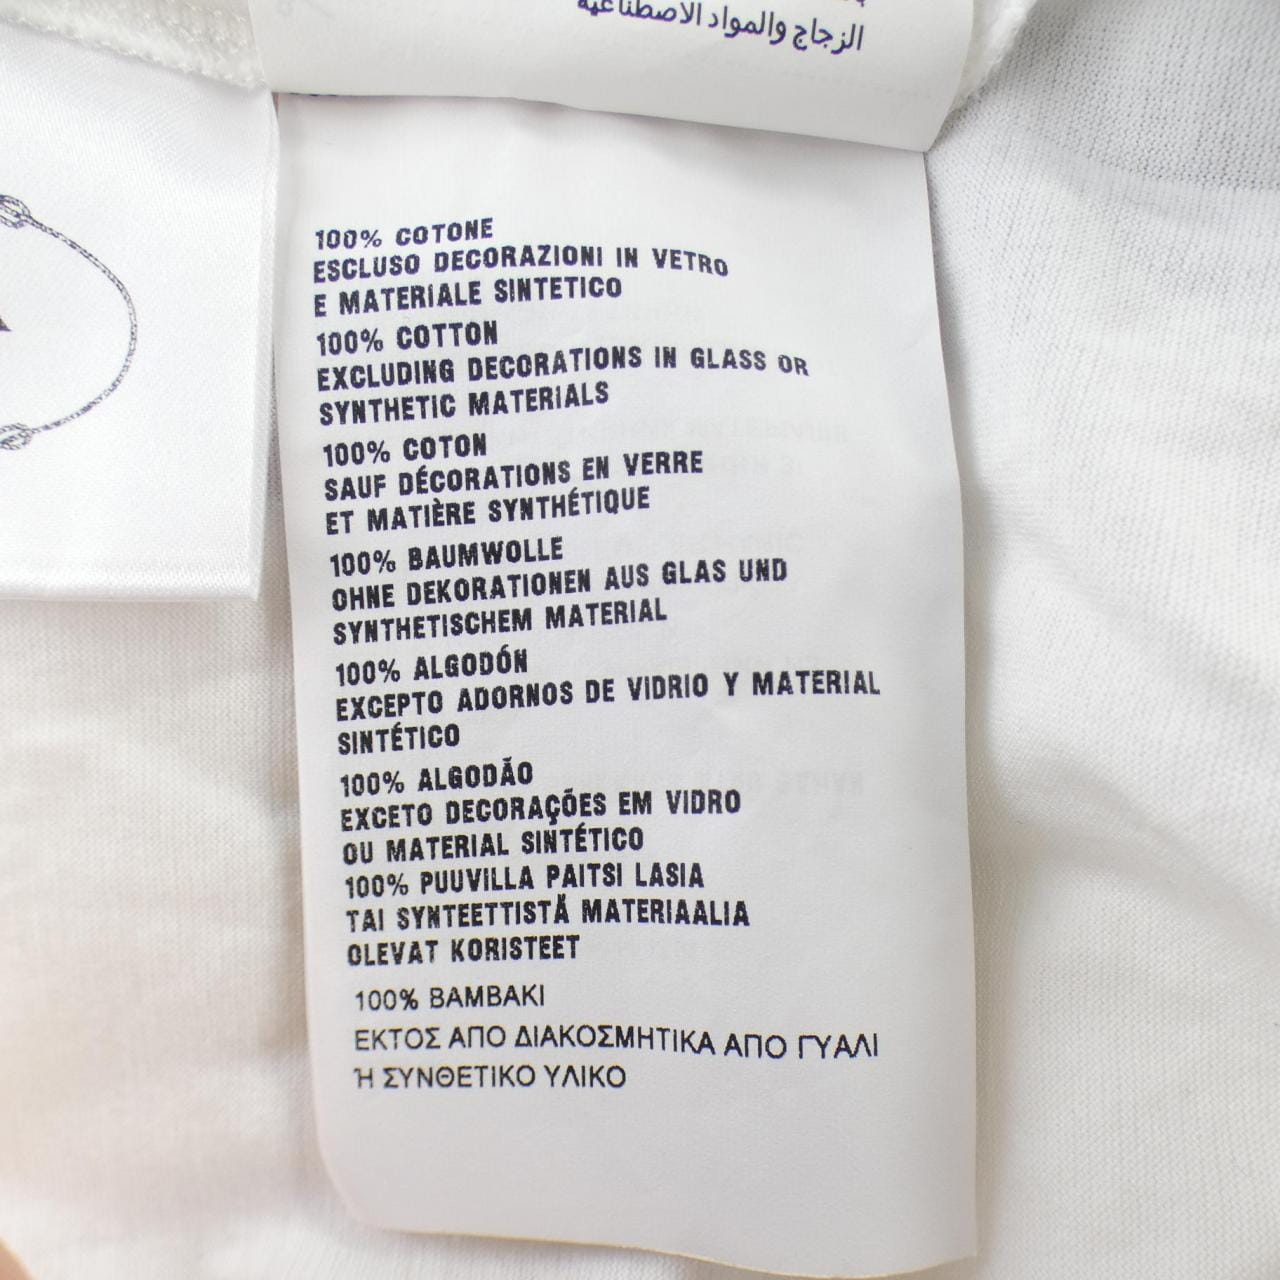 الزجاج والمواد الاصطناعية
100% COTONE
ESCLUSO DECORAZIONI IN VETRO
E MATERIALE SINTETICO
100% COTTON
EXCLUDING DECORATIONS IN GLASS OR
SYNTHETIC MATERIALS
100% COTON
SAUF DÉCORATIONS EN VERRE
ET MATIÈRE SYNTHÉTIQUE
100% BAUMWOLLE
OHNE DEKORATIONEN AUS GLAS UND
SYNTHETISCHEM MATERIAL
100% ALGODÓN
EXCEPTO ADORNOS DE VIDRIO Y MATERIAL
SINTÉTICO
100% ALGODÃO
EXCETO DECORAÇÕES EM VIDRO
OU MATERIAL SINTÉTICO
100% PUUVILLA PAITSI LASIA
TAI SYNTEETTISTÄ MATERIAALIA
OLEVAT KORISTEET
100% ΒΑΜΒΑΚΙ
ΕΚΤΟΣ ΑΠΟ ΔΙΑΚΟΣΜΗΤΙΚΑ ΑΠΟ ΓΥΑΛΙ
Ή ΣΥΝΘΕΤΙΚΟ ΥΛΙΚΟ